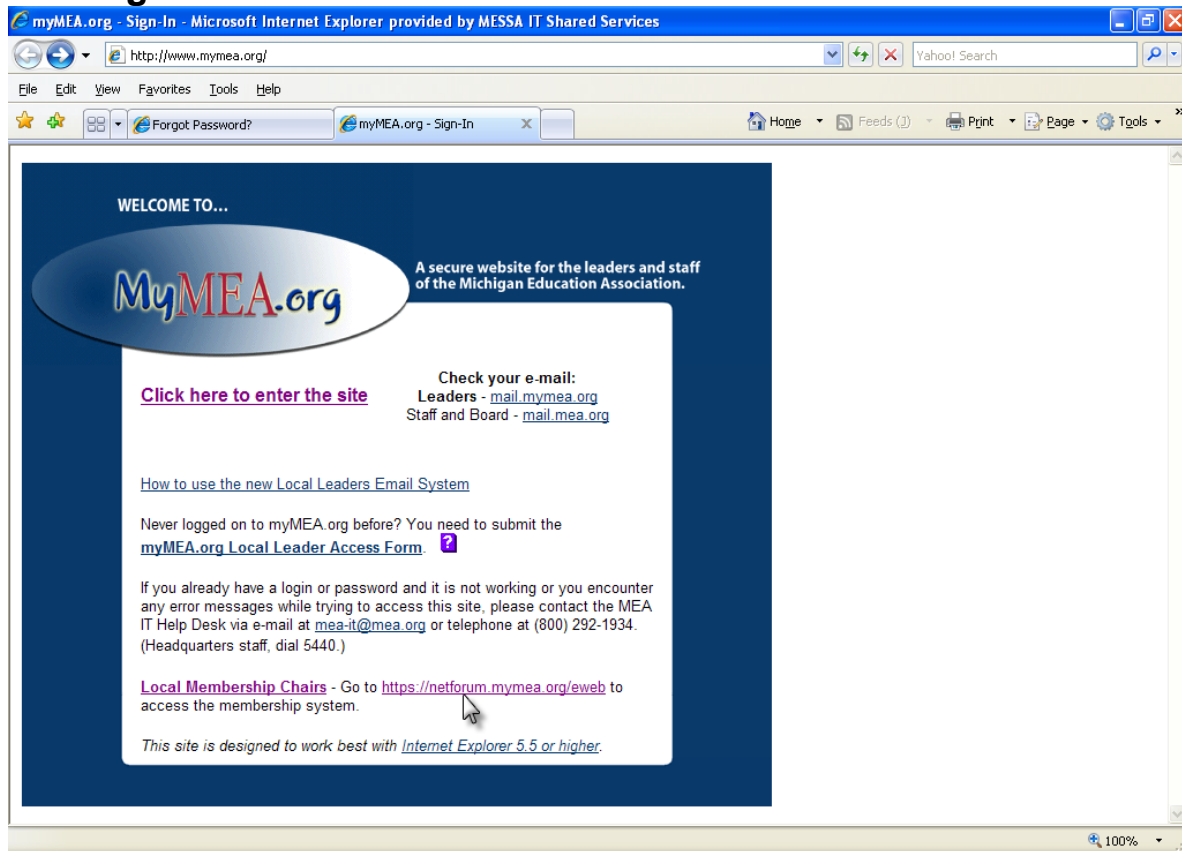 myMEA.org - Sign-In - Microsoft Internet Explorer provided by MESSA IT Shared Services
http://www.mymea.org/
Yahoo! Search
File Edit View Favorites Tools Help
Forgot Password?
myMEA.org - Sign-In
Home
Feeds (J)
Print
Page
Tools
WELCOME TO...
MyMEA.org
A secure website for the leaders and staff
of the Michigan Education Association.
Click here to enter the site
Check your e-mail:
Leaders - mail.mymea.org
Staff and Board - mail.mea.org
How to use the new Local Leaders Email System
Never logged on to myMEA.org before? You need to submit the
myMEA.org Local Leader Access Form. ?
If you already have a login or password and it is not working or you encounter
any error messages while trying to access this site, please contact the MEA
IT Help Desk via e-mail at mea-it@mea.org or telephone at (800) 292-1934.
(Headquarters staff, dial 5440.)
Local Membership Chairs - Go to https://netforum.mymea.org/eweb to
access the membership system.
This site is designed to work best with Internet Explorer 5.5 or higher.
100%